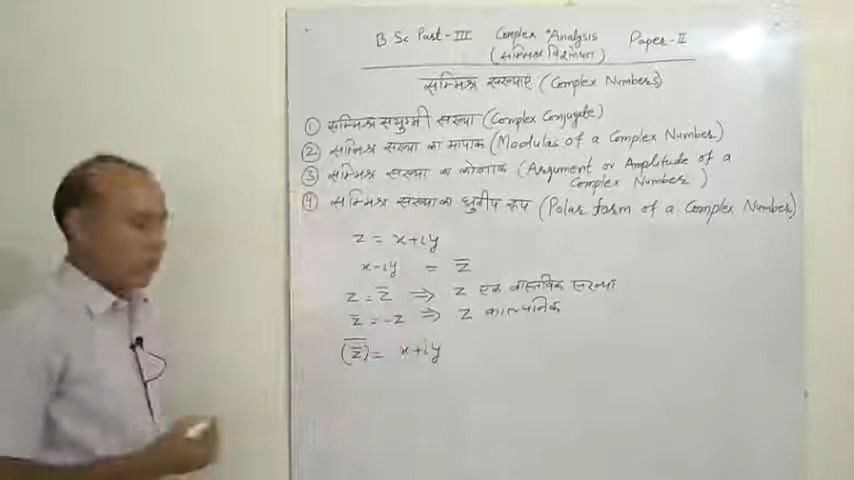 B.Sc Part-III Complex Analysis Paper-II
(सम्मिश्र विश्लेषण)
सम्मिश्र संख्याएं (Complex Numbers)
① सम्मिश्र सयुग्मी संख्या (Complex Conjugate)
② सम्मिश्र संख्या का मापांक (Modulas of a Complex Number)
③ सम्मिश्र संख्या का कोणांक (Argument or Amplitude of a
Complex Number)
④ सम्मिश्र संख्या का ध्रुवीय रूप (Polar form of a Complex Number)
z = x+iy
x-iy = z̅
z = z̅ ⇒ z एक वास्तविक संख्या
z̅ = -z ⇒ z काल्पनिक
(z̅)̅ = x+iy